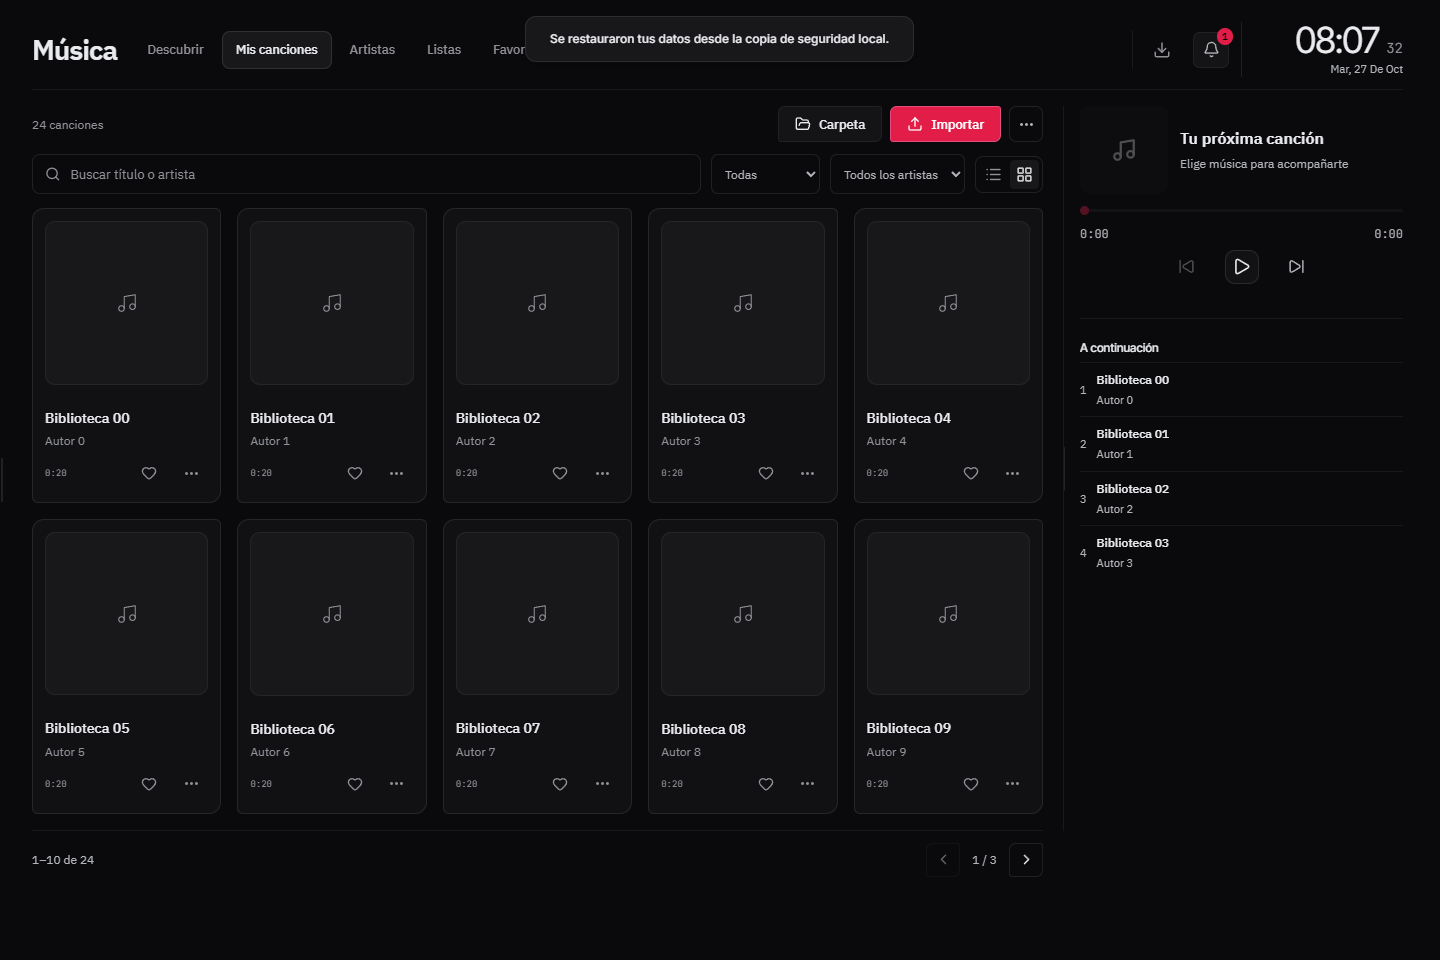 Música
Descubrir
Mis canciones
Artistas
Listas
Favor
Se restauraron tus datos desde la copia de seguridad local.
1
08:07 32
Mar, 27 De Oct
24 canciones
Carpeta
Importar
Buscar título o artista
Todas
Todos los artistas
Biblioteca 00
Autor 0
0:20
Biblioteca 01
Autor 1
0:20
Biblioteca 02
Autor 2
0:20
Biblioteca 03
Autor 3
0:20
Biblioteca 04
Autor 4
0:20
Biblioteca 05
Autor 5
0:20
Biblioteca 06
Autor 6
0:20
Biblioteca 07
Autor 7
0:20
Biblioteca 08
Autor 8
0:20
Biblioteca 09
Autor 9
0:20
1–10 de 24
1 / 3
Tu próxima canción
Elige música para acompañarte
0:00
0:00
A continuación
1
Biblioteca 00
Autor 0
2
Biblioteca 01
Autor 1
3
Biblioteca 02
Autor 2
4
Biblioteca 03
Autor 3